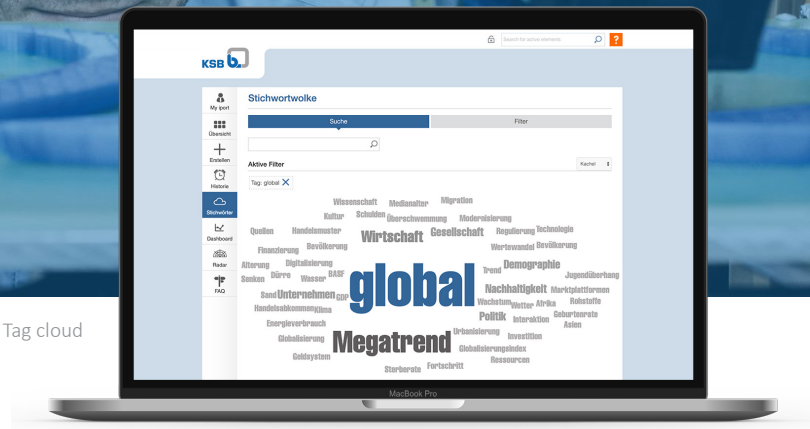 Search for active elements
?
KSB b.
My iport
Stichwortwolke
Übersicht
Suche
Filter
Erstellen
Aktive Filter
Kachel
Historie
Tag: global
Stichwörter
Dashboard
Radar
FAQ
Wissenschaft Medianalter Migration
Kultur Schulden Überschwemmung Modernisierung
Quellen Handelsmuster Wirtschaft Gesellschaft Regulierung Technologie
Finanzierung Bevölkerung Wertewandel Bevölkerung
Alterung Digitalisierung Trend Demographie
Senken Dürre Wasser BASF global Jugendüberhang
Nachhaltigkeit Marktplattformen
Sand Unternehmen GDP Wachstum Wetter Afrika Rohstoffe
Handelsabkommen Klima Politik Interaktion Geburtenrate
Energieverbrauch Asien
Globalisierung Megatrend Urbanisierung Investition
Globalisierungsindex
Geldsystem Ressourcen
Sterberate Fortschritt
Tag cloud
MacBook Pro